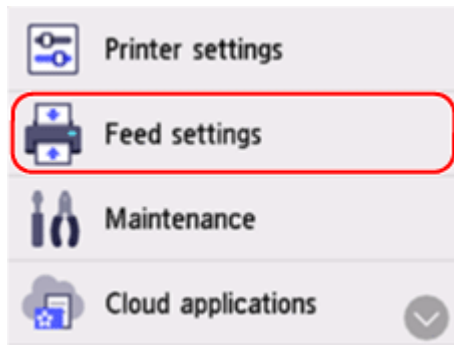 Printer settings
Feed settings
Maintenance
Cloud applications